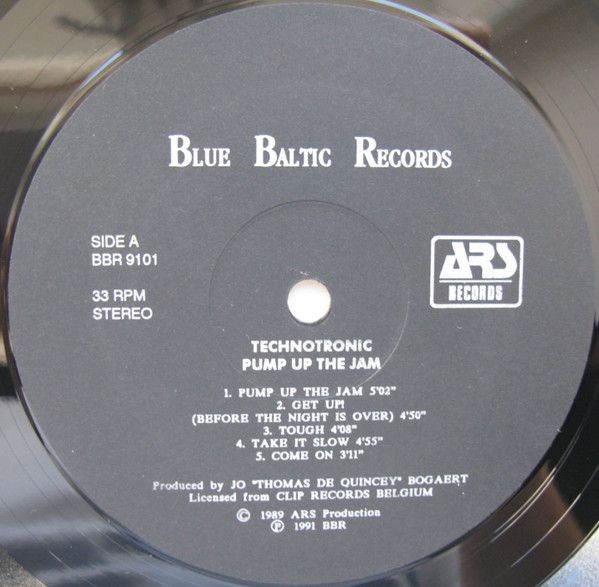 BLUE BALTIC RECORDS
SIDE A
BBR 9101
33 RPM
STEREO
ARS
RECORDS
TECHNOTRONIC
PUMP UP THE JAM
1. PUMP UP THE JAM 5'02"
2. GET UP!
(BEFORE THE NIGHT IS OVER) 4'50"
3. TOUGH 4'08"
4. TAKE IT SLOW 4'55"
5. COME ON 3'11"
Produced by JO "THOMAS DE QUINCEY" BOGAERT
Licensed from CLIP RECORDS BELGIUM
© 1989 ARS Production
℗ 1991 BBR